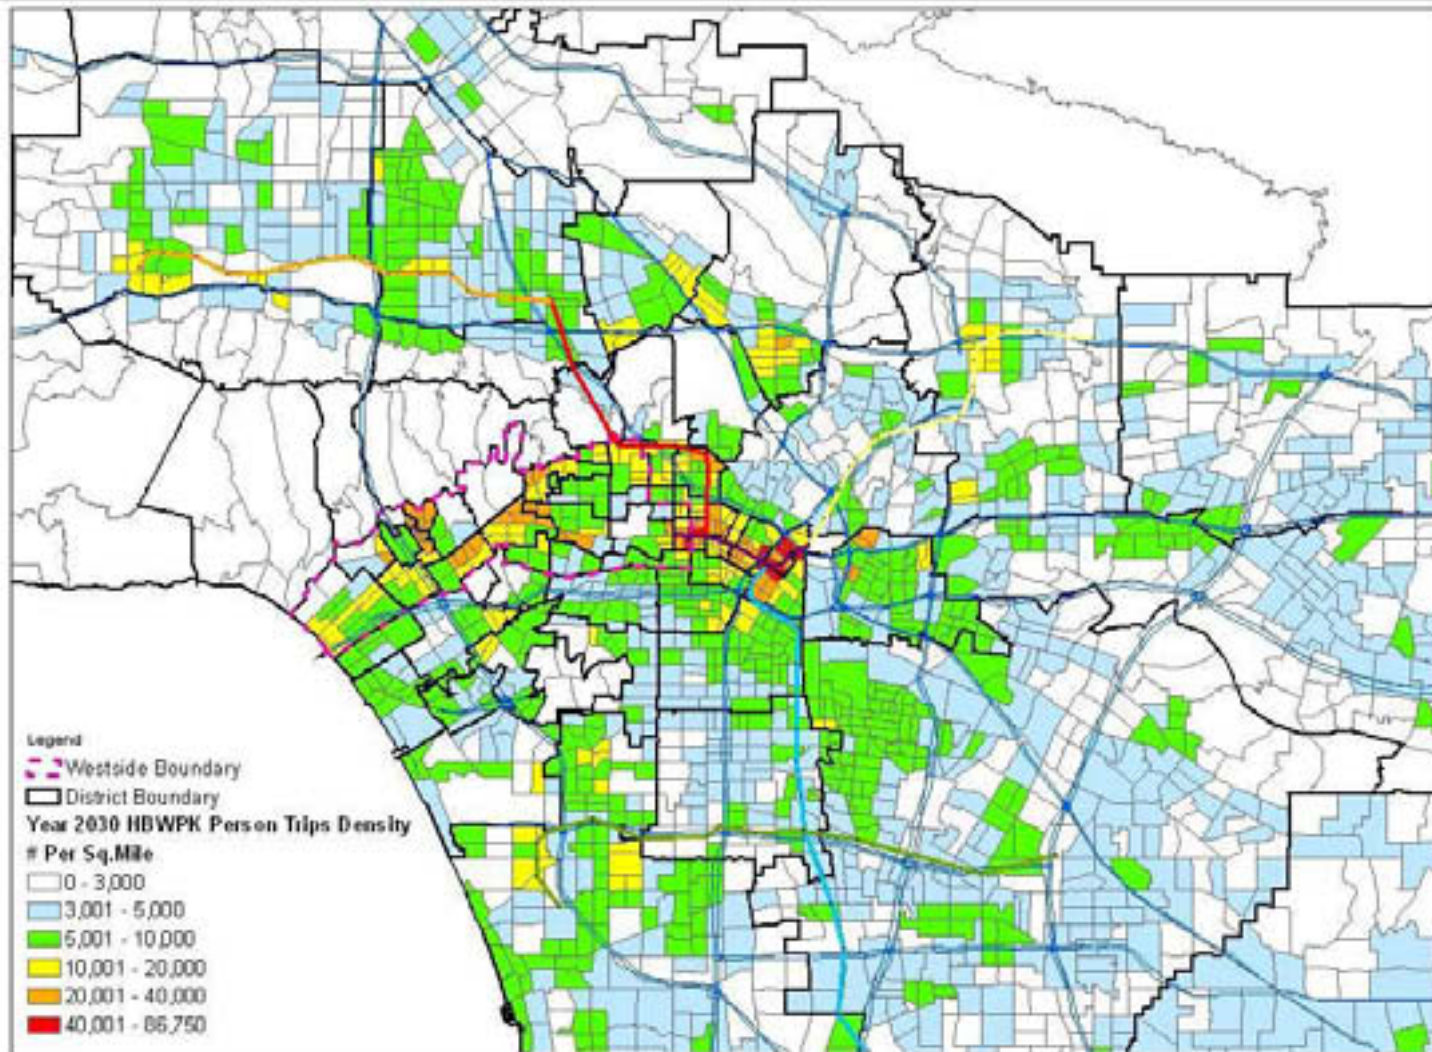 Legend
Westside Boundary
District Boundary
Year 2030 HBWPK Person Trips Density
# Per Sq.Mile
0 - 3,000
3,001 - 5,000
5,001 - 10,000
10,001 - 20,000
20,001 - 40,000
40,001 - 86,750